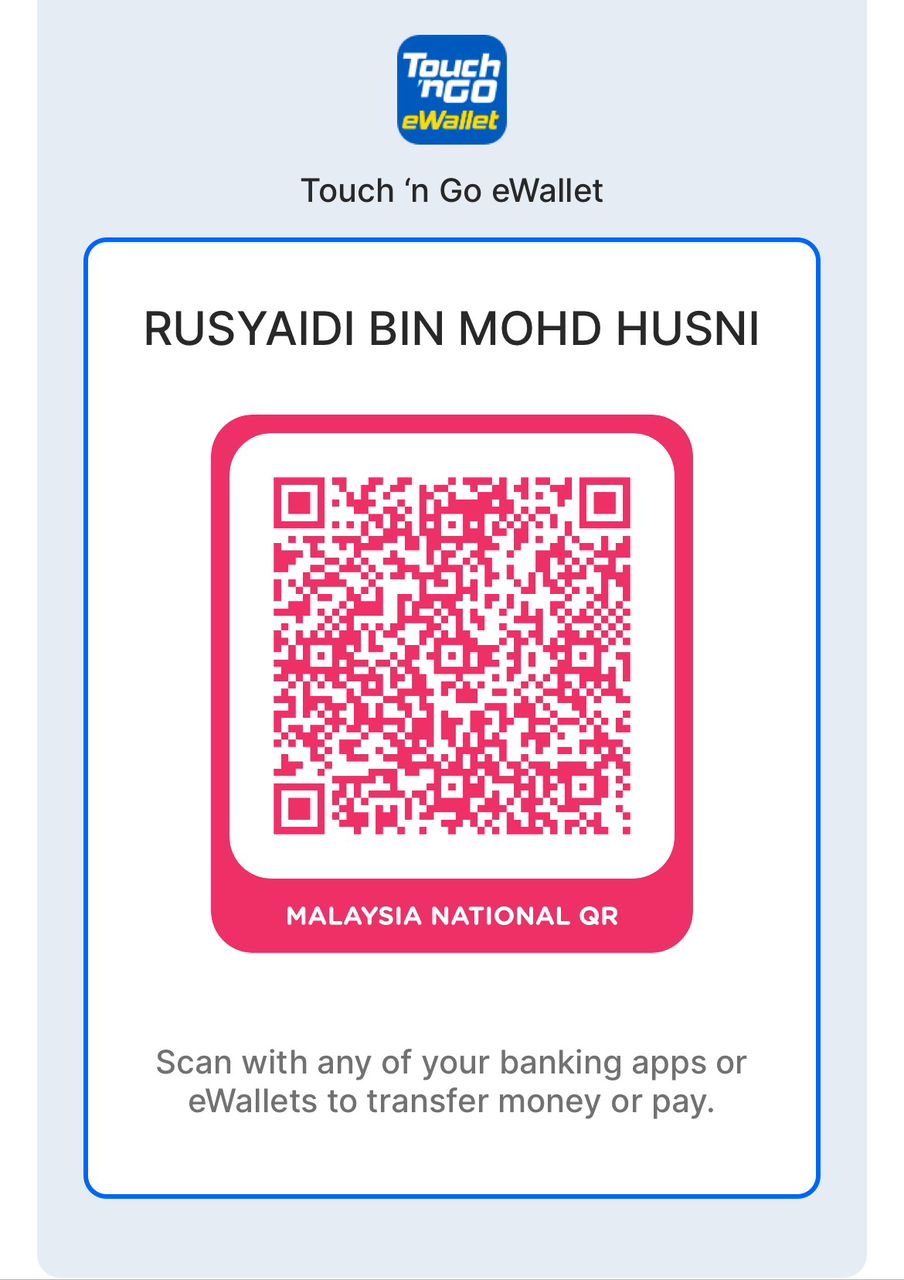 Touch
'nGO
eWallet
Touch ‘n Go eWallet
RUSYAIDI BIN MOHD HUSNI
MALAYSIA NATIONAL QR
Scan with any of your banking apps or
eWallets to transfer money or pay.